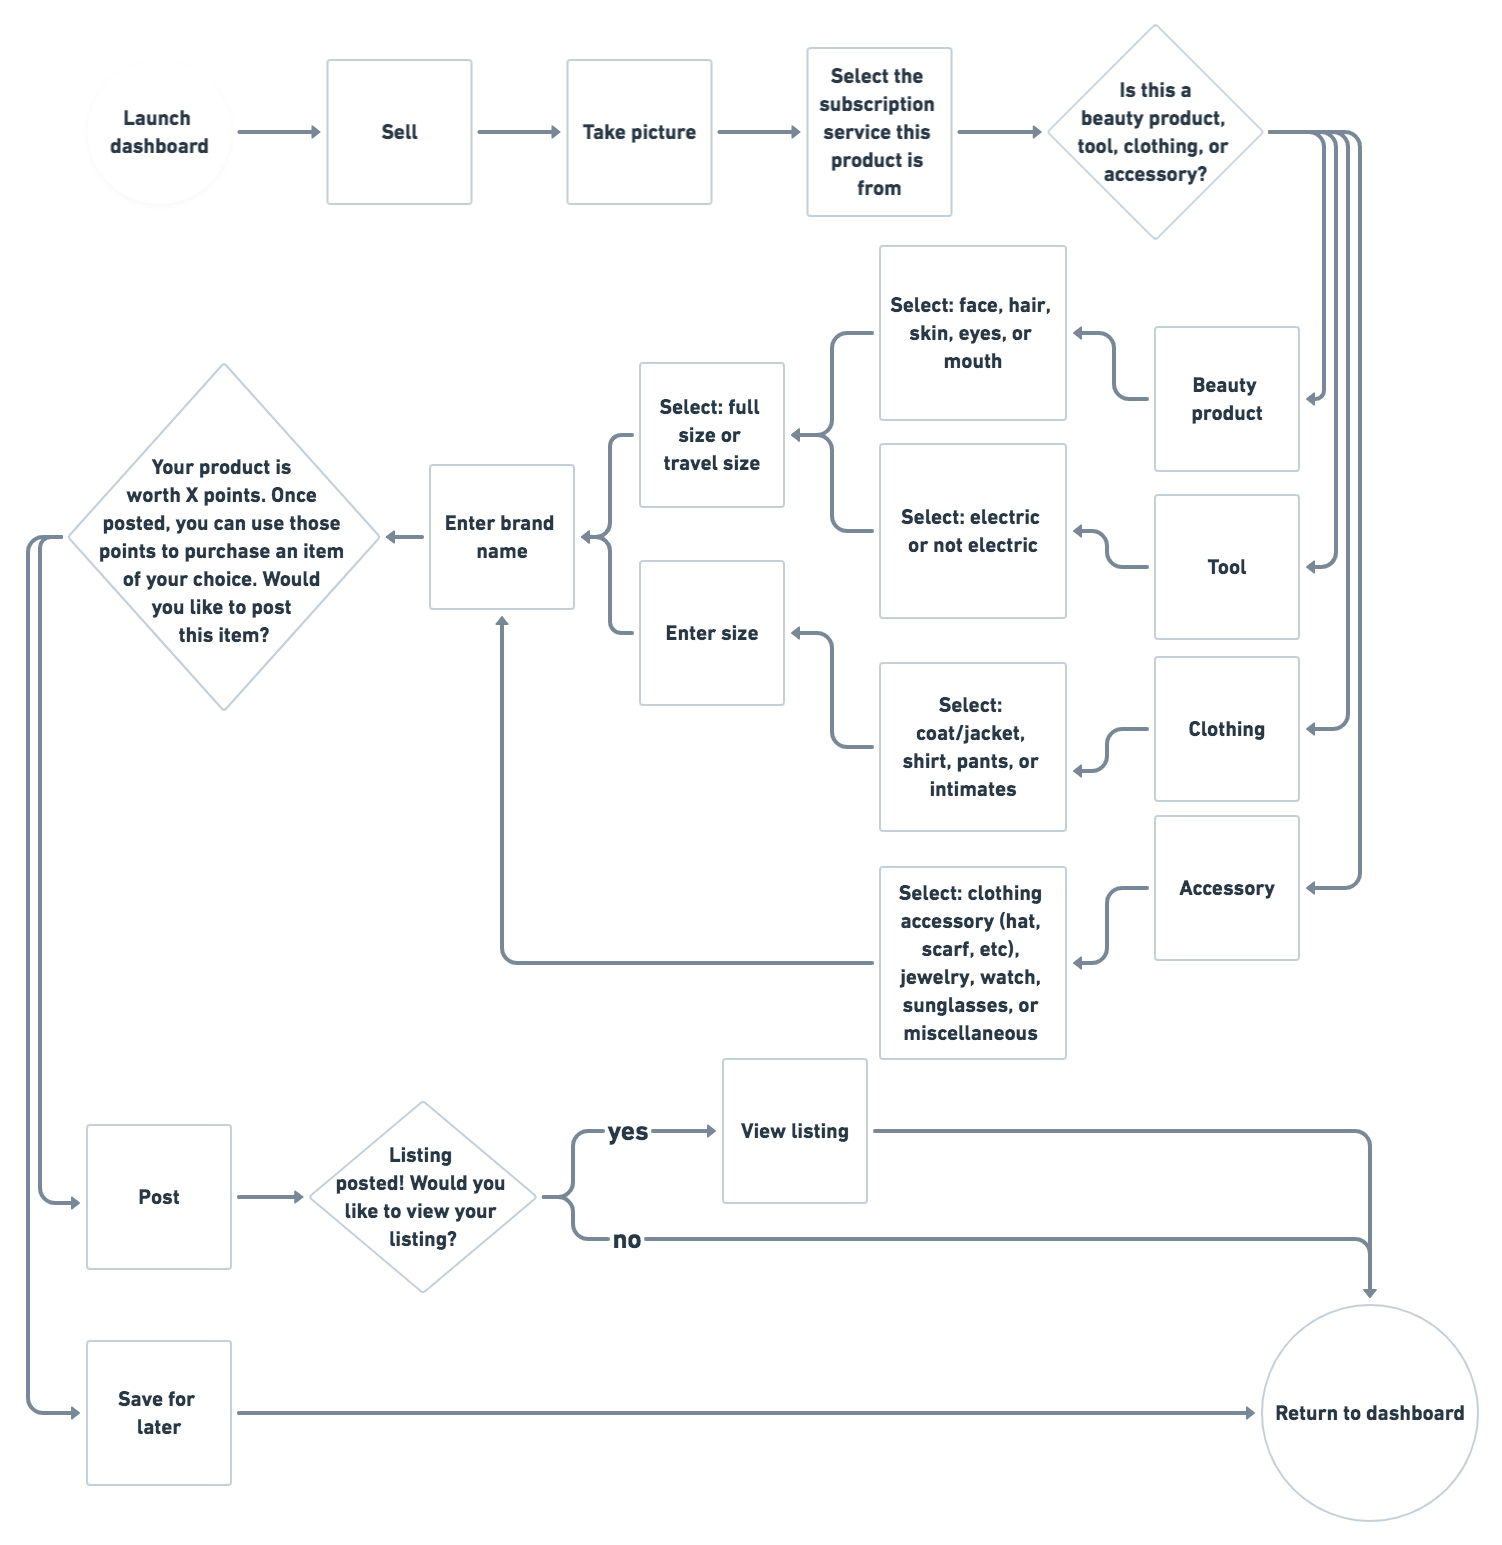 Launch
dashboard
Sell
Take picture
Select the
subscription
service this
product is
from
Is this a
beauty product,
tool, clothing, or
accessory?
Beauty
product
Select: face, hair,
skin, eyes, or
mouth
Tool
Select: electric
or not electric
Select: full
size or
travel size
Clothing
Select:
coat/jacket,
shirt, pants, or
intimates
Enter size
Accessory
Select: clothing
accessory (hat,
scarf, etc),
jewelry, watch,
sunglasses, or
miscellaneous
Enter brand
name
Your product is
worth X points. Once
posted, you can use those
points to purchase an item
of your choice. Would
you like to post
this item?
Post
Listing
posted! Would you
like to view your
listing?
yes
View listing
no
Save for
later
Return to dashboard